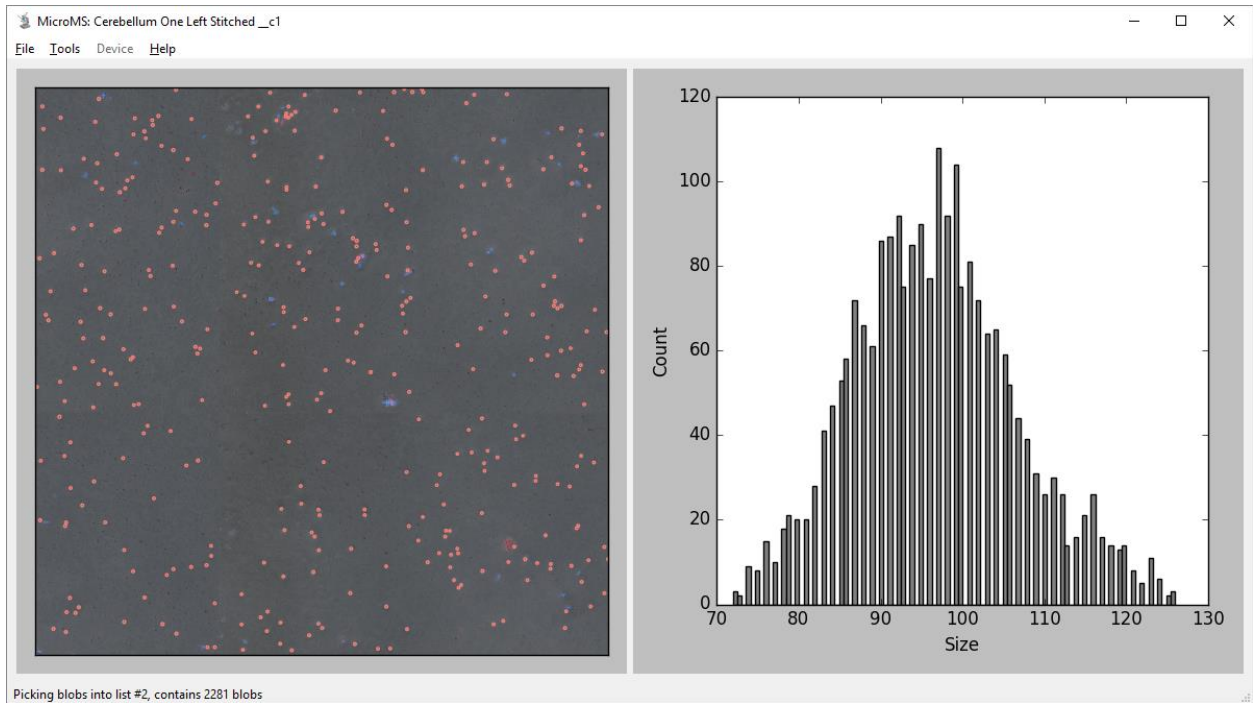 MicroMS: Cerebellum One Left Stitched __c1
File Tools Device Help
120
100
80
60
40
20
0
Count
70 80 90 100 110 120 130
Size
Picking blobs into list #2, contains 2281 blobs